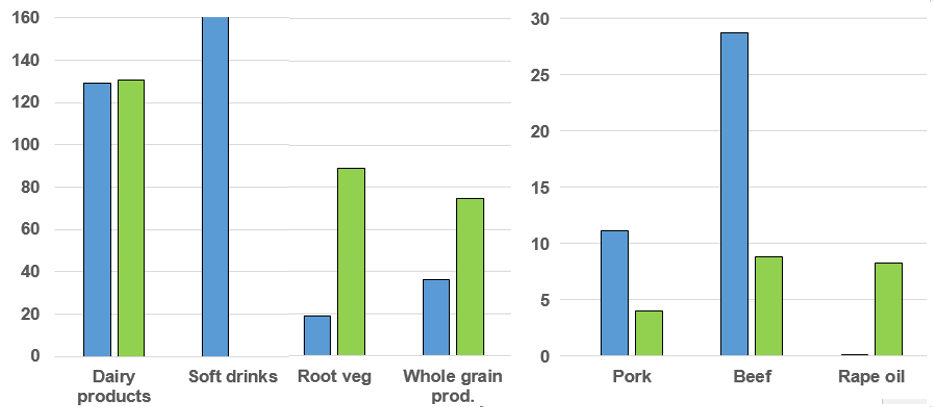 160
140
120
100
80
60
40
20
0
Dairy
products
Soft drinks
Root veg
Whole grain
prod.
30
25
20
15
10
5
0
Pork
Beef
Rape oil